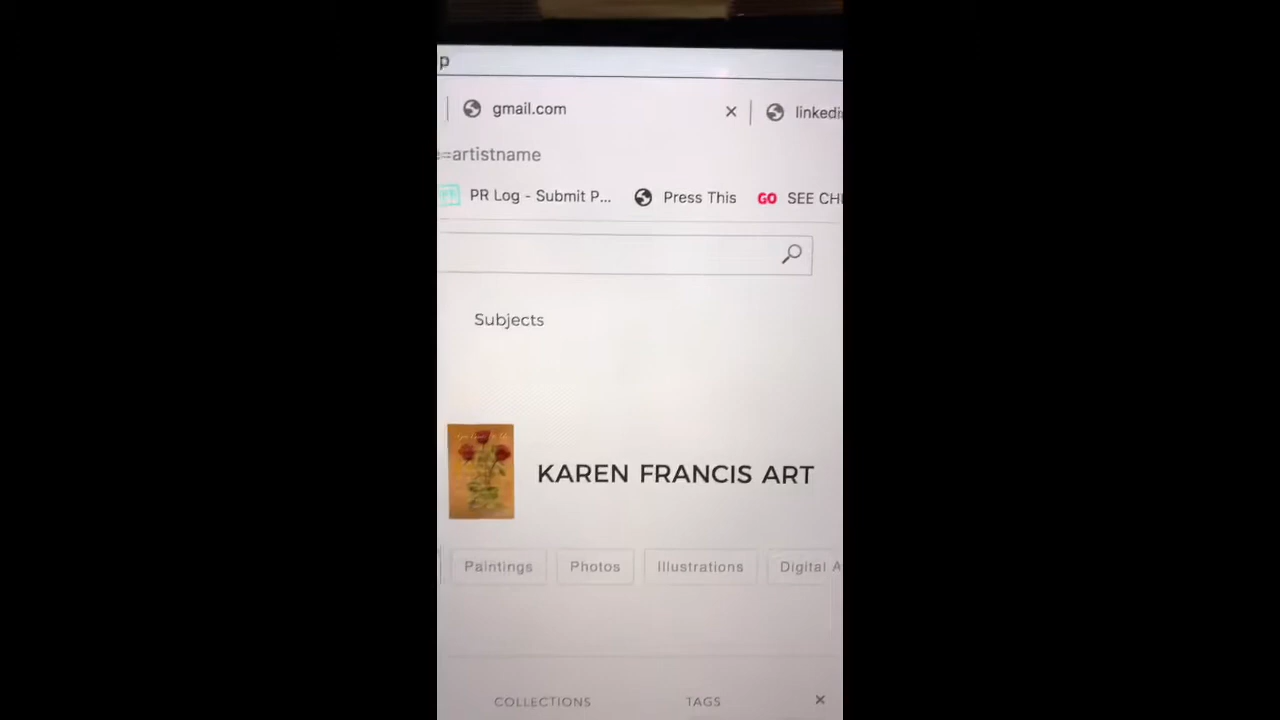 p
gmail.com
linkedi
=artistname
PR Log - Submit P... Press This GO SEE CH
Subjects
KAREN FRANCIS ART
Paintings Photos Illustrations Digital A
COLLECTIONS TAGS